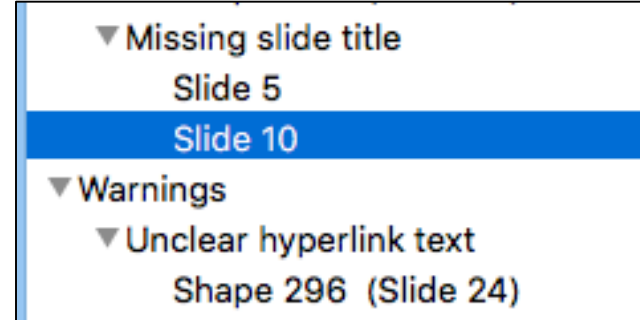 Missing slide title
Slide 5
Slide 10
Warnings
Unclear hyperlink text
Shape 296 (Slide 24)